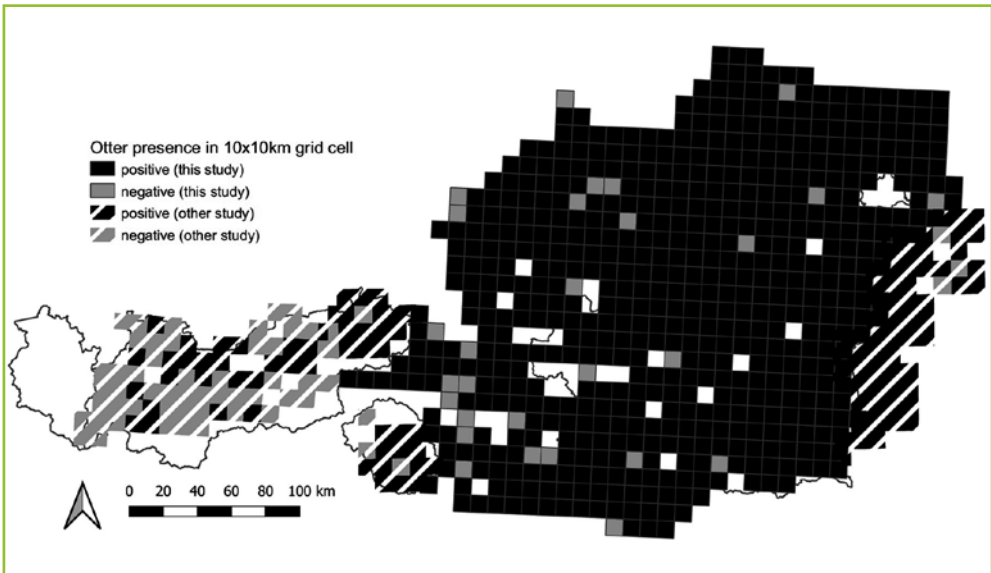 Otter presence in 10x10km grid cell
positive (this study)
negative (this study)
positive (other study)
negative (other study)
0 20 40 60 80 100 km